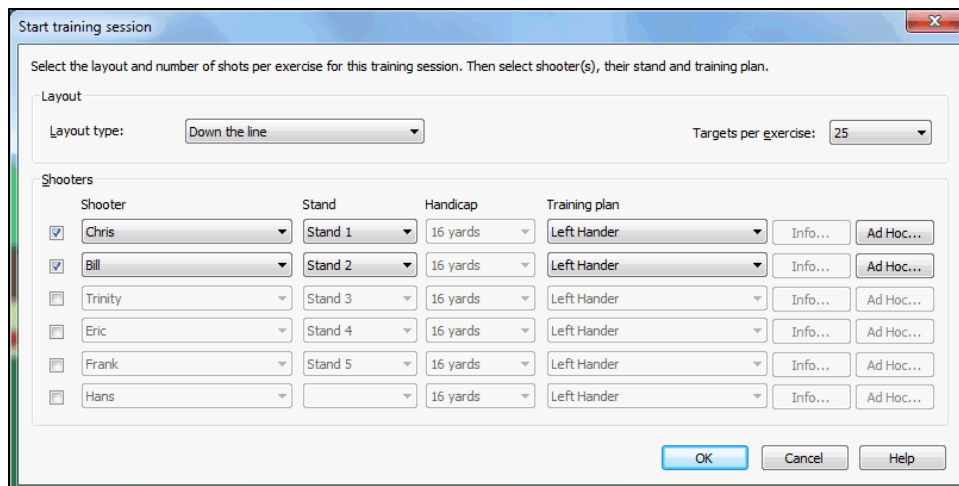 Start training session
Select the layout and number of shots per exercise for this training session. Then select shooter(s), their stand and training plan.
Layout
Layout type: Down the line Targets per exercise: 25
Shooters
Shooter Stand Handicap Training plan
Chris Stand 1 16 yards Left Hander Info... Ad Hoc...
Bill Stand 2 16 yards Left Hander Info... Ad Hoc...
Trinity Stand 3 16 yards Left Hander Info... Ad Hoc...
Eric Stand 4 16 yards Left Hander Info... Ad Hoc...
Frank Stand 5 16 yards Left Hander Info... Ad Hoc...
Hans 16 yards Left Hander Info... Ad Hoc...
OK Cancel Help